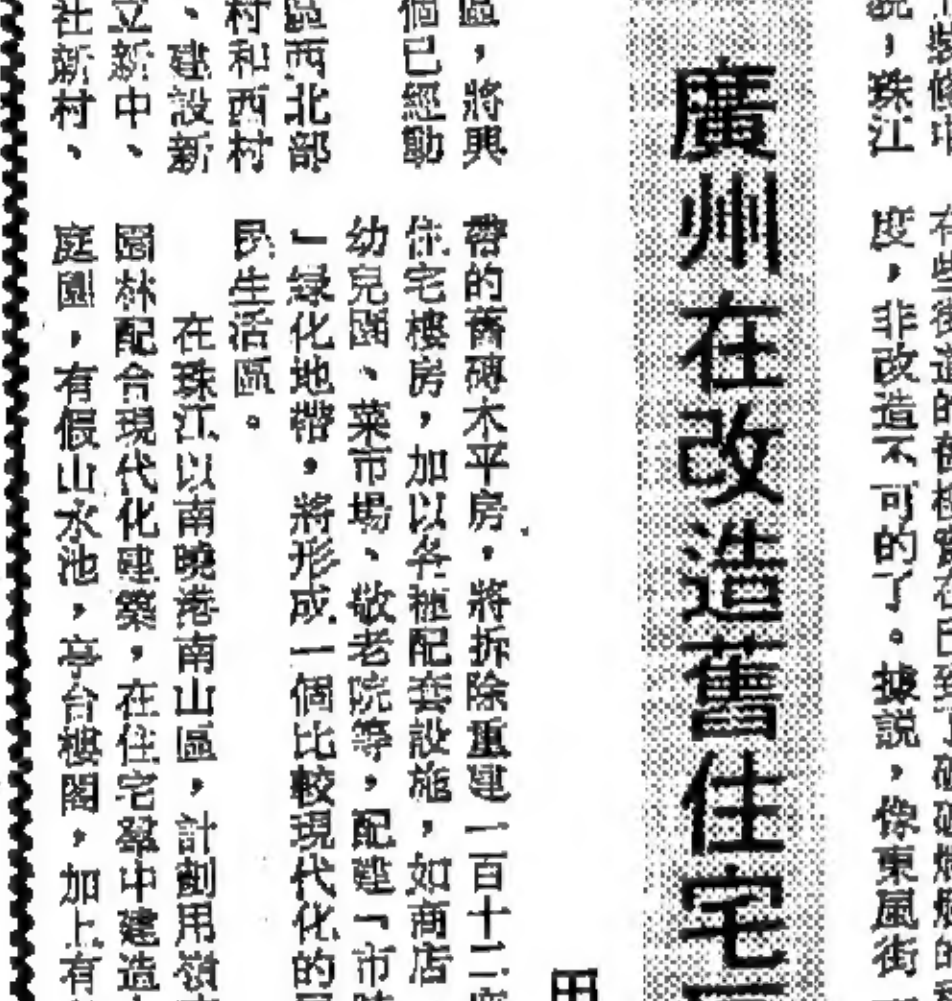 ，珠江
度，非改造不可的了。據説，像東風街
廣州在改造舊住宅
區，將興
個已經動
區西北部
村和西村
、建設新
立新中、
社新村、
帶的舊磚木平房，將拆除重建一百十二
住宅樓房，加以各種配套設施，如商店
幼兒園、菜市場、敬老院等，配建「市
」緑化地帶，將形成一個比較現代化的
民生活區。
在珠江以南曉港南山區，計劃用嶺
園林配合現代化建築，在住宅羣中建造
庭園，有假山水池，亭台樓閣，加上有